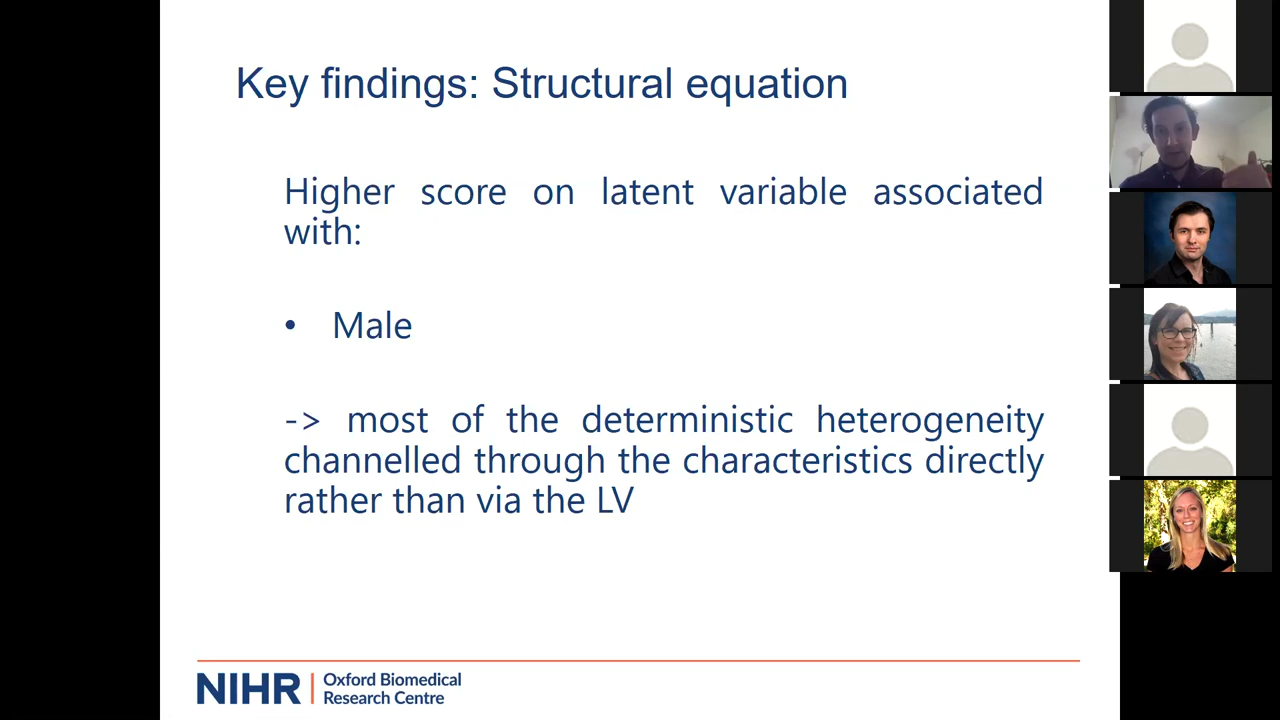 Key findings: Structural equation
Higher score on latent variable associated
with:
• Male
-> most of the deterministic heterogeneity
channelled through the characteristics directly
rather than via the LV
NIHR | Oxford Biomedical
Research Centre